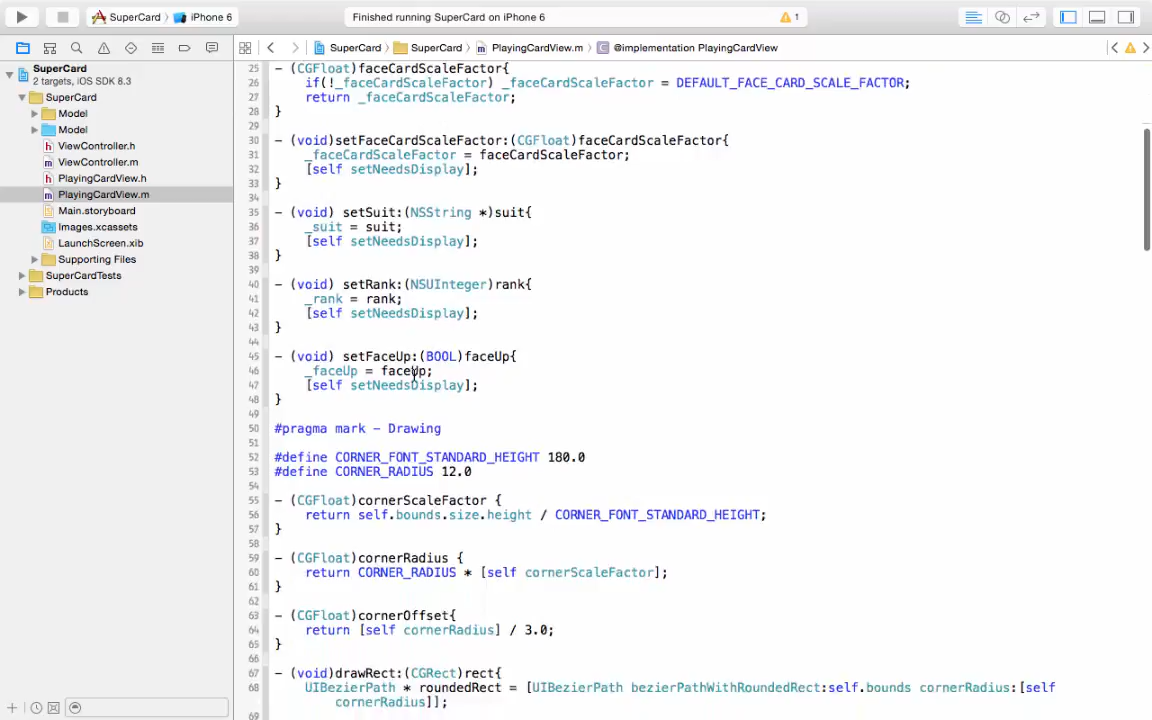 SuperCard > iPhone 6
Finished running SuperCard on iPhone 6
1
SuperCard > SuperCard > PlayingCardView.m > @implementation PlayingCardView
SuperCard
2 targets, iOS SDK 8.3
SuperCard
Model
Model
ViewController.h
ViewController.m
PlayingCardView.h
PlayingCardView.m
Main.storyboard
Images.xcassets
LaunchScreen.xib
Supporting Files
SuperCardTests
Products
25 - (CGFloat)faceCardScaleFactor{
26 if(!_faceCardScaleFactor) _faceCardScaleFactor = DEFAULT_FACE_CARD_SCALE_FACTOR;
27 return _faceCardScaleFactor;
28 }
29
30 - (void)setFaceCardScaleFactor:(CGFloat)faceCardScaleFactor{
31 _faceCardScaleFactor = faceCardScaleFactor;
32 [self setNeedsDisplay];
33 }
34
35 - (void) setSuit:(NSString *)suit{
36 _suit = suit;
37 [self setNeedsDisplay];
38 }
39
40 - (void) setRank:(NSUInteger)rank{
41 _rank = rank;
42 [self setNeedsDisplay];
43 }
44
45 - (void) setFaceUp:(BOOL)faceUp{
46 _faceUp = faceUp;
47 [self setNeedsDisplay];
48 }
49
50 #pragma mark - Drawing
51
52 #define CORNER_FONT_STANDARD_HEIGHT 180.0
53 #define CORNER_RADIUS 12.0
54
55 - (CGFloat)cornerScaleFactor {
56 return self.bounds.size.height / CORNER_FONT_STANDARD_HEIGHT;
57 }
58
59 - (CGFloat)cornerRadius {
60 return CORNER_RADIUS * [self cornerScaleFactor];
61 }
62
63 - (CGFloat)cornerOffset{
64 return [self cornerRadius] / 3.0;
65 }
66
67 - (void)drawRect:(CGRect)rect{
68 UIBezierPath * roundedRect = [UIBezierPath bezierPathWithRoundedRect:self.bounds cornerRadius:[self
cornerRadius]];
69